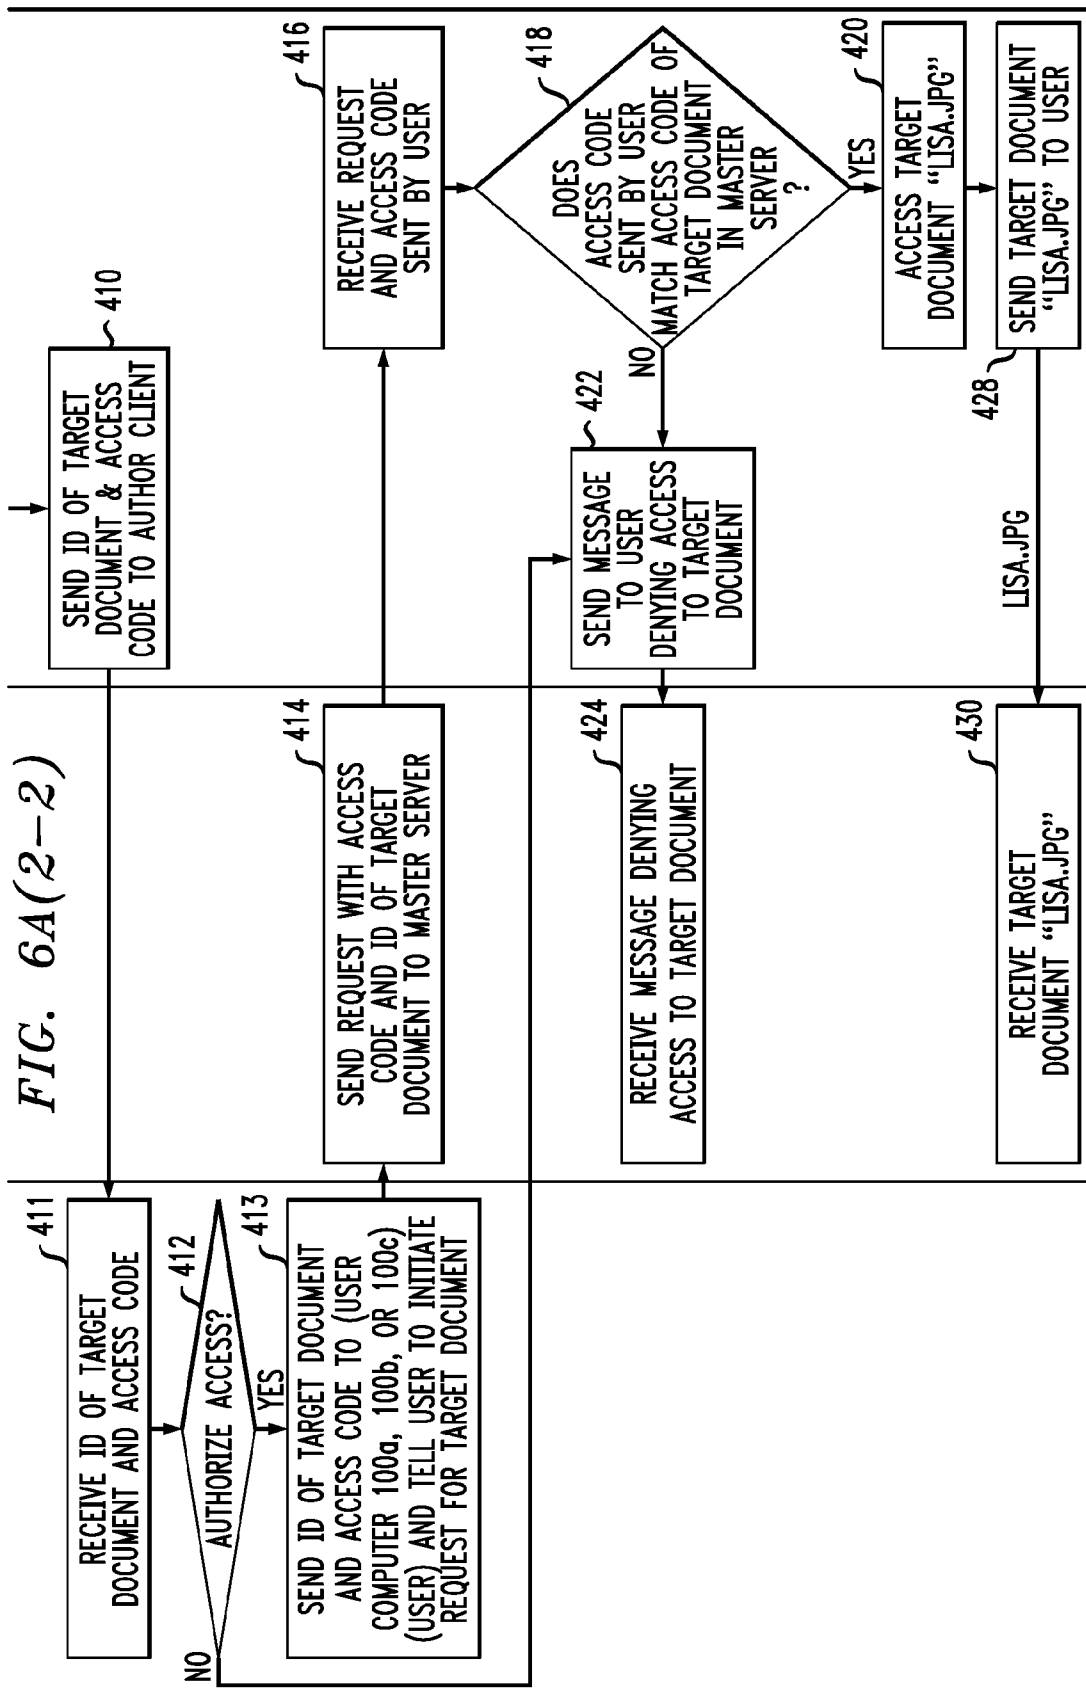 FIG. 6A(2-2)
411
RECEIVE ID OF TARGET
DOCUMENT AND ACCESS CODE
412
AUTHORIZE ACCESS?
NO
YES
413
SEND ID OF TARGET DOCUMENT
AND ACCESS CODE TO (USER
COMPUTER 100a, 100b, OR 100c)
(USER) AND TELL USER TO INITIATE
REQUEST FOR TARGET DOCUMENT
414
SEND REQUEST WITH ACCESS
CODE AND ID OF TARGET
DOCUMENT TO MASTER SERVER
424
RECEIVE MESSAGE DENYING
ACCESS TO TARGET DOCUMENT
430
RECEIVE TARGET
DOCUMENT “LISA.JPG”
410
SEND ID OF TARGET
DOCUMENT & ACCESS
CODE TO AUTHOR CLIENT
416
RECEIVE REQUEST
AND ACCESS CODE
SENT BY USER
418
DOES
ACCESS CODE
SENT BY USER
MATCH ACCESS CODE OF
TARGET DOCUMENT
IN MASTER
SERVER
?
NO
YES
422
SEND MESSAGE
TO USER
DENYING ACCESS
TO TARGET
DOCUMENT
420
ACCESS TARGET
DOCUMENT “LISA.JPG”
428
SEND TARGET DOCUMENT
“LISA.JPG” TO USER
LISA.JPG